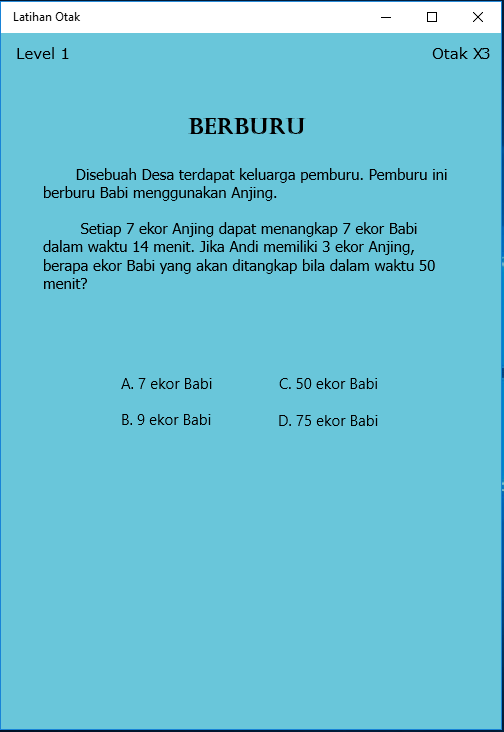 Latihan Otak
Level 1 Otak X3
BERBURU
Disebuah Desa terdapat keluarga pemburu. Pemburu ini
berburu Babi menggunakan Anjing.
Setiap 7 ekor Anjing dapat menangkap 7 ekor Babi
dalam waktu 14 menit. Jika Andi memiliki 3 ekor Anjing,
berapa ekor Babi yang akan ditangkap bila dalam waktu 50
menit?
A. 7 ekor Babi C. 50 ekor Babi
B. 9 ekor Babi D. 75 ekor Babi